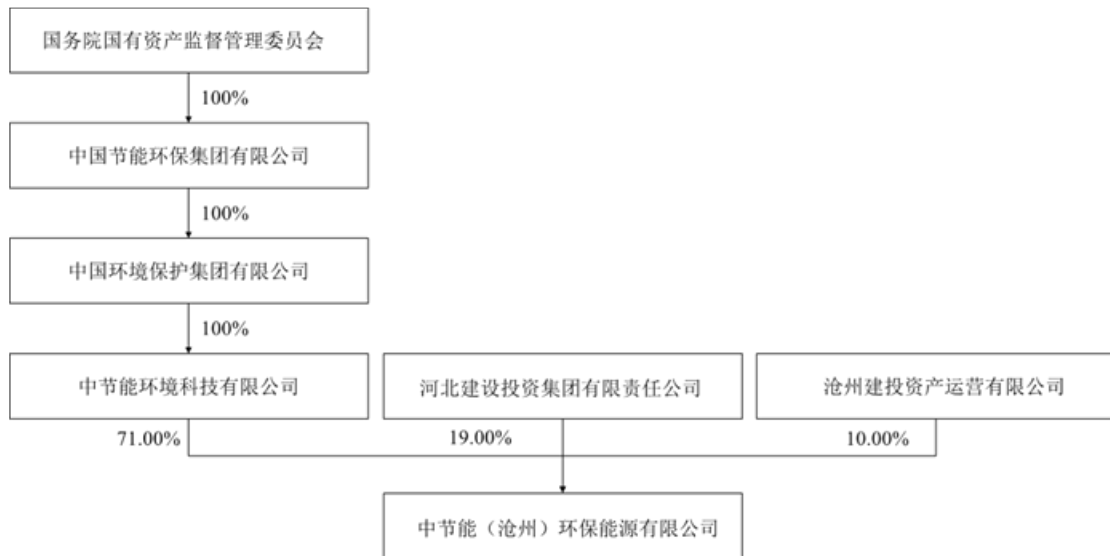 国务院国有资产监督管理委员会
100%
中国节能环保集团有限公司
100%
中国环境保护集团有限公司
100%
中节能环境科技有限公司
河北建设投资集团有限责任公司
沧州建投资产运营有限公司
71.00%
19.00%
10.00%
中节能（沧州）环保能源有限公司